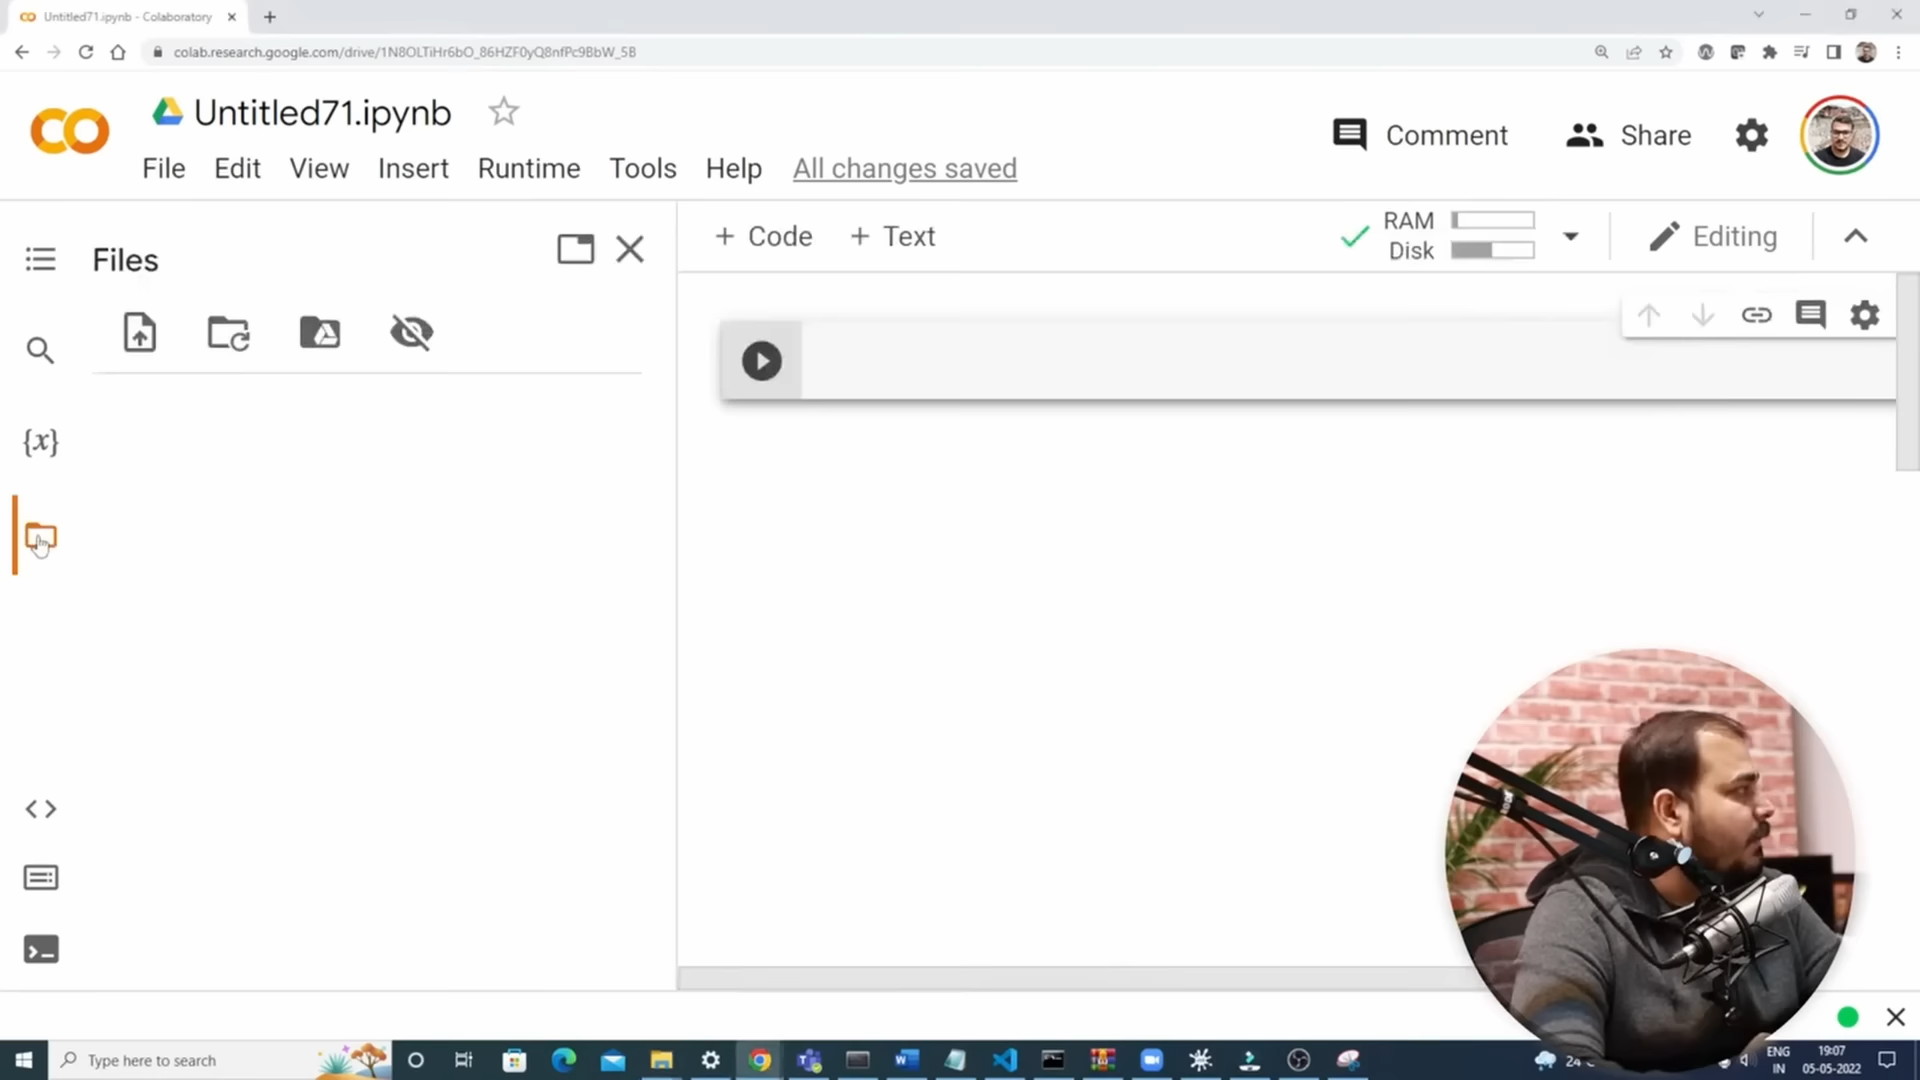 Untitled71.ipynb - Colaboratory
colab.research.google.com/drive/1N8OLTiHr6bO_86HZF0yQ8nfPc9BbW_5B
Untitled71.ipynb
Comment
Share
File Edit View Insert Runtime Tools Help All changes saved
Files
+ Code + Text
RAM
Disk
Editing
{x}
Type here to search
24
ENG
IN
19:07
05-05-2022